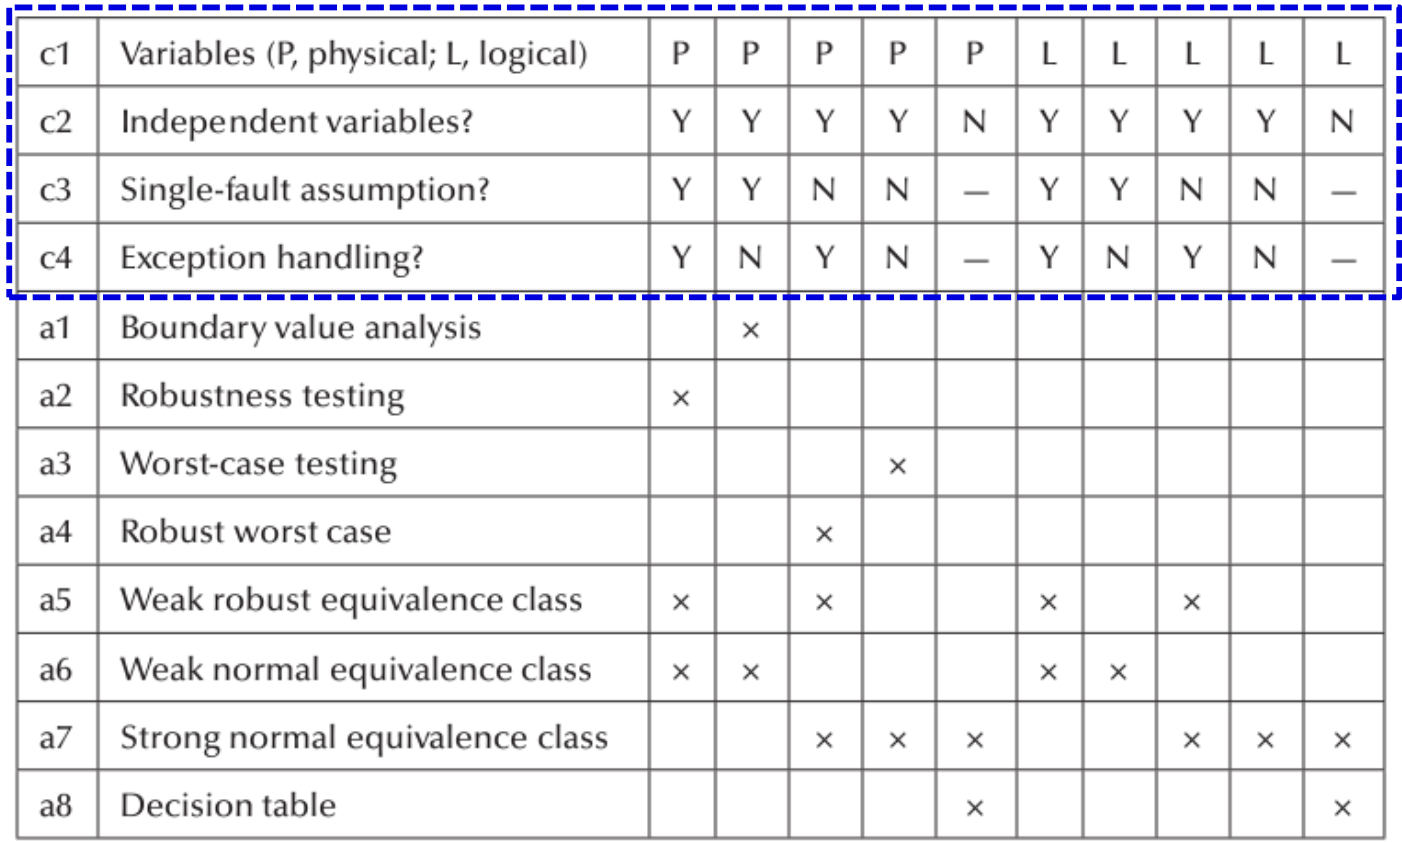 c1 Variables (P, physical; L, logical) P P P P P L L L L L
c2 Independent variables? Y Y Y Y N Y Y Y Y N
c3 Single-fault assumption? Y Y N N — Y Y N N —
c4 Exception handling? Y N Y N — Y N Y N —
a1 Boundary value analysis ×
a2 Robustness testing ×
a3 Worst-case testing ×
a4 Robust worst case ×
a5 Weak robust equivalence class × × × ×
a6 Weak normal equivalence class × × × ×
a7 Strong normal equivalence class × × × × × ×
a8 Decision table × ×